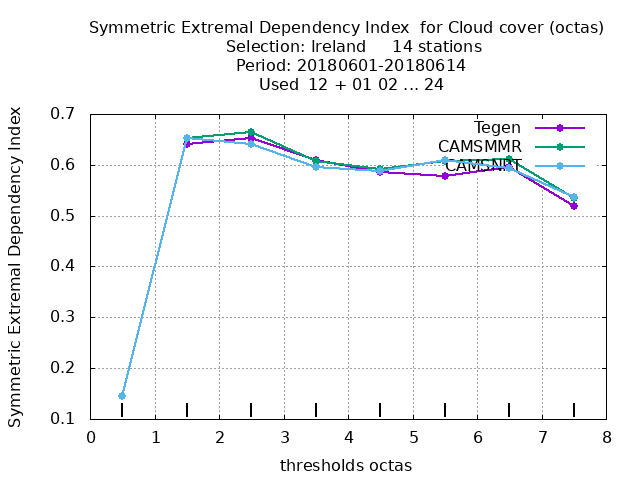 Symmetric Extremal Dependency Index for Cloud cover (octas)
Selection: Ireland 14 stations
Period: 20180601-20180614
Used 12 + 01 02 ... 24
Symmetric Extremal Dependency Index
0.7
0.6
0.5
0.4
0.3
0.2
0.1
Tegen
CAMSMMR
CAMSNRT
0 1 2 3 4 5 6 7 8
thresholds octas